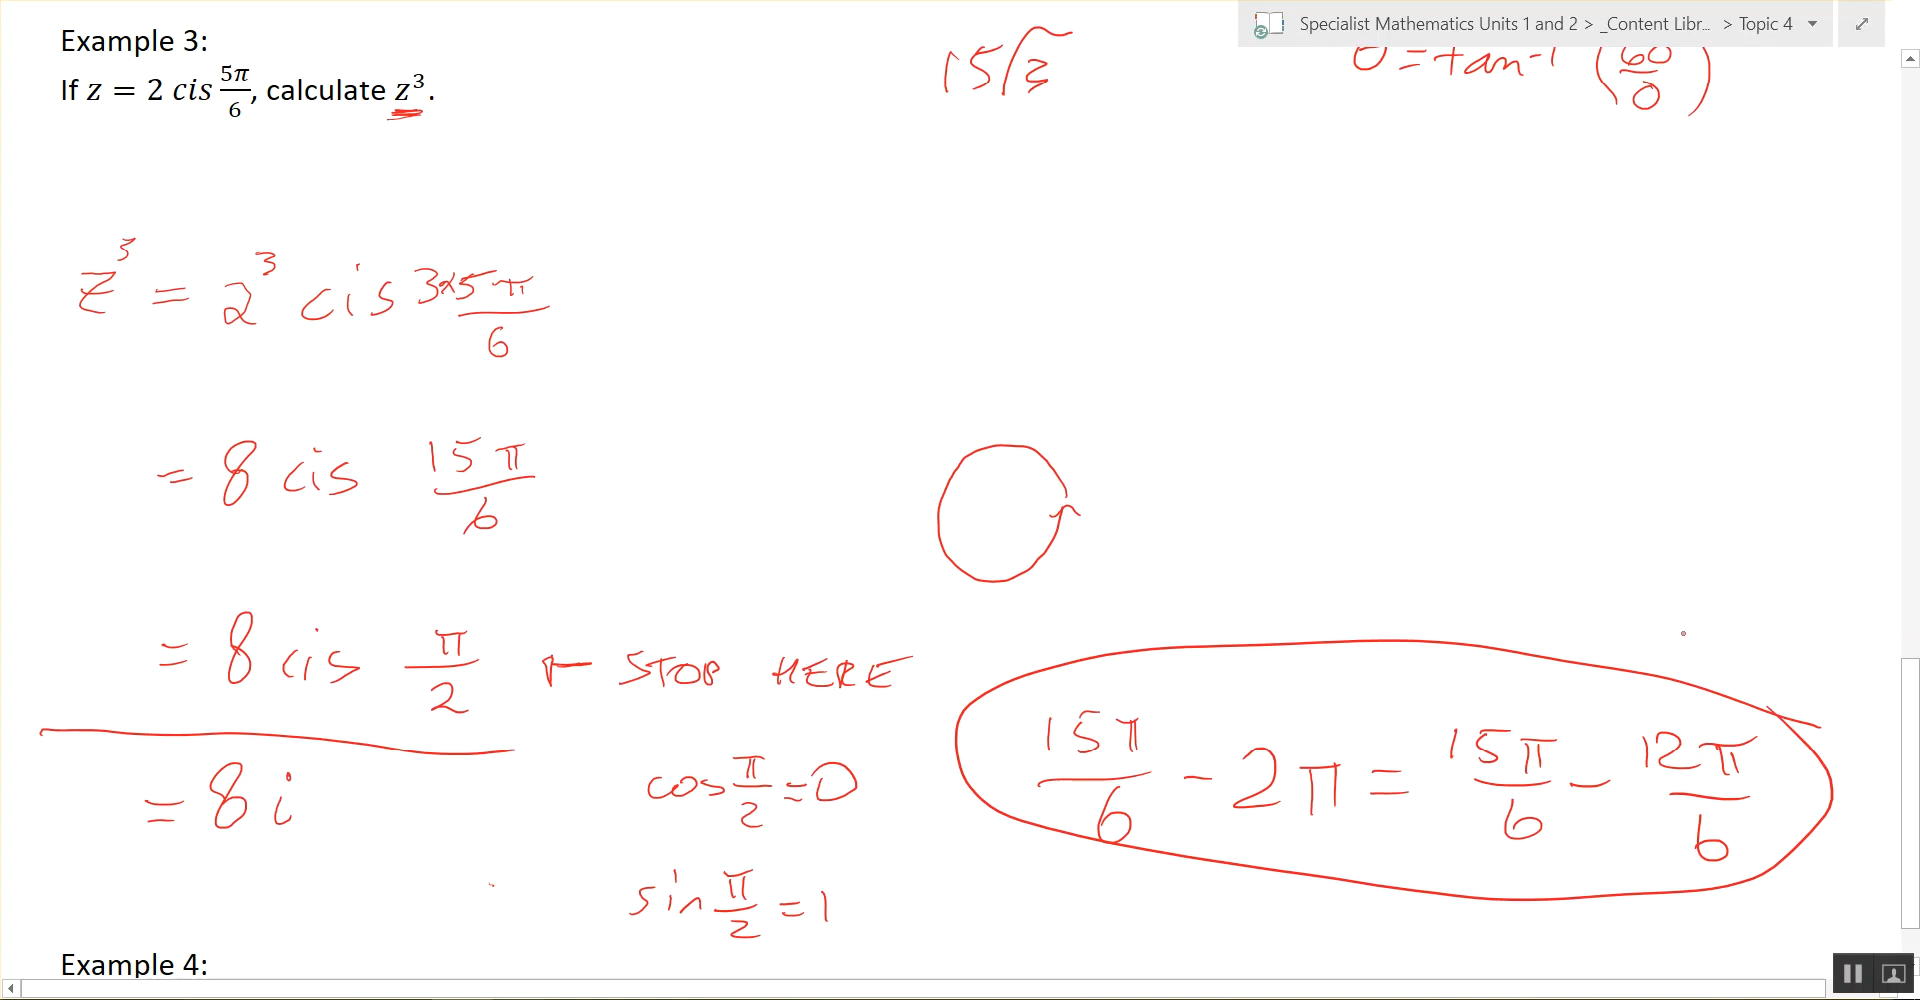 Specialist Mathematics Units 1 and 2 > _Content Libr... > Topic 4
Example 3:
If z = 2 cis 5π/6, calculate z³.
15√2
θ = tan⁻¹ (60/0)
z³ = 2³ cis 3×5π/6
= 8 cis 15π/6
= 8 cis π/2 ← STOP HERE
= 8i
cos π/2 = 0
sin π/2 = 1
15π/6 - 2π = 15π/6 - 12π/6
Example 4: